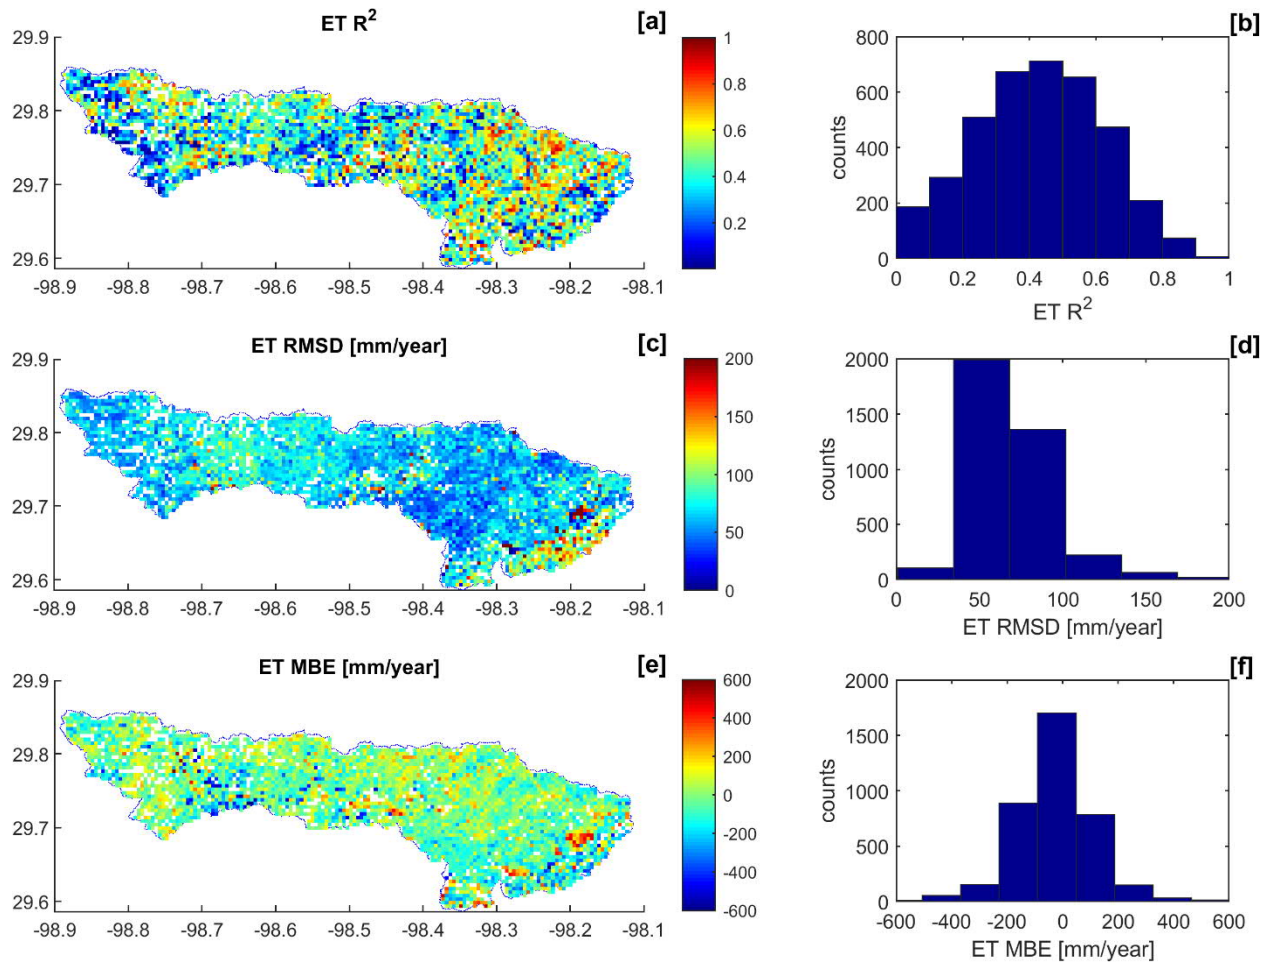 ET R²
[a]
29.9
29.8
29.7
29.6
-98.9 -98.8 -98.7 -98.6 -98.5 -98.4 -98.3 -98.2 -98.1
1
0.8
0.6
0.4
0.2
[b]
800
600
400
200
0
counts
0 0.2 0.4 0.6 0.8 1
ET R²
ET RMSD [mm/year]
[c]
29.9
29.8
29.7
29.6
-98.9 -98.8 -98.7 -98.6 -98.5 -98.4 -98.3 -98.2 -98.1
200
150
100
50
0
[d]
2000
1500
1000
500
0
counts
0 50 100 150 200
ET RMSD [mm/year]
ET MBE [mm/year]
[e]
29.9
29.8
29.7
29.6
-98.9 -98.8 -98.7 -98.6 -98.5 -98.4 -98.3 -98.2 -98.1
600
400
200
0
-200
-400
-600
[f]
2000
1500
1000
500
0
counts
-600 -400 -200 0 200 400 600
ET MBE [mm/year]